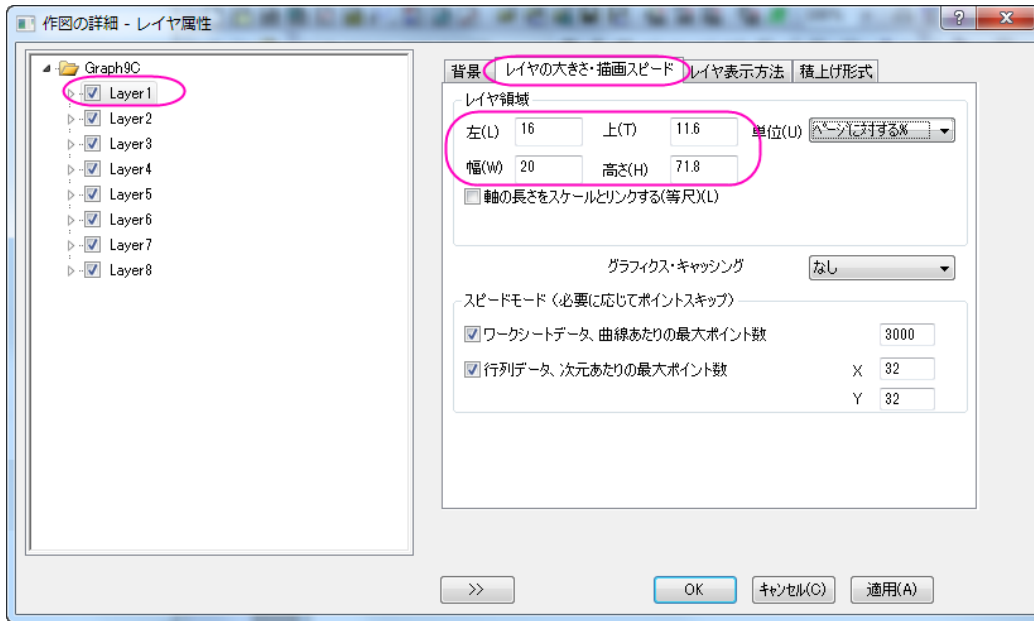 作図の詳細 - レイヤ属性
Graph9C
Layer1
Layer2
Layer3
Layer4
Layer5
Layer6
Layer7
Layer8
背景 レイヤの大きさ・描画スピード レイヤ表示方法 積上げ形式
レイヤ領域
左(L) 16 上(T) 11.6 単位(U) ページに対する%
幅(W) 20 高さ(H) 71.8
軸の長さをスケールとリンクする(等尺)(L)
グラフィクス・キャッシング なし
スピードモード (必要に応じてポイントスキップ)
ワークシートデータ、曲線あたりの最大ポイント数 3000
行列データ、次元あたりの最大ポイント数 X 32
Y 32
>> OK キャンセル(C) 適用(A)